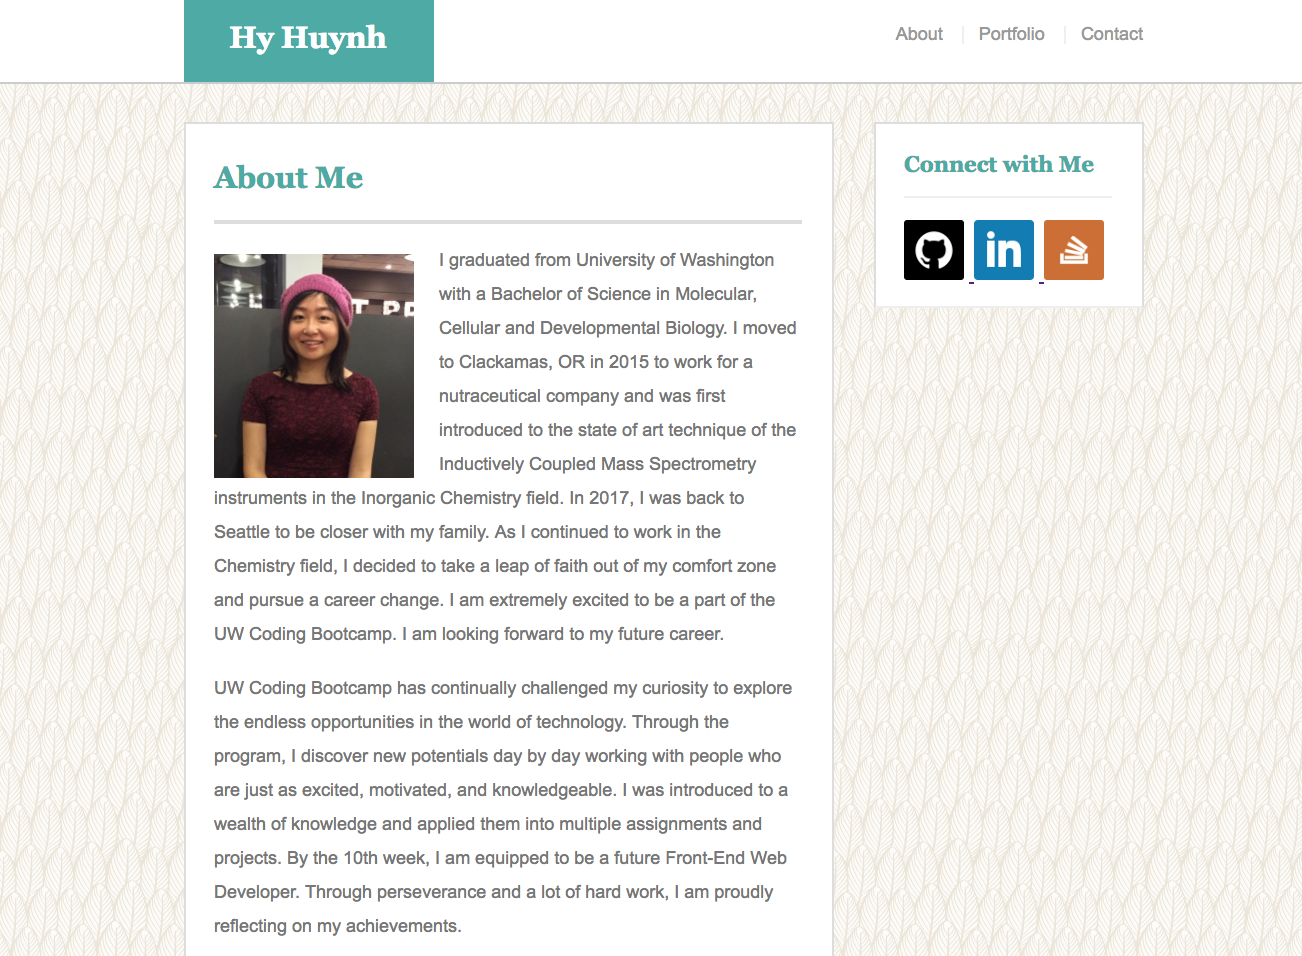 Hy Huynh
About
Portfolio
Contact
About Me
I graduated from University of Washington
with a Bachelor of Science in Molecular,
Cellular and Developmental Biology. I moved
to Clackamas, OR in 2015 to work for a
nutraceutical company and was first
introduced to the state of art technique of the
Inductively Coupled Mass Spectrometry
instruments in the Inorganic Chemistry field. In 2017, I was back to
Seattle to be closer with my family. As I continued to work in the
Chemistry field, I decided to take a leap of faith out of my comfort zone
and pursue a career change. I am extremely excited to be a part of the
UW Coding Bootcamp. I am looking forward to my future career.
UW Coding Bootcamp has continually challenged my curiosity to explore
the endless opportunities in the world of technology. Through the
program, I discover new potentials day by day working with people who
are just as excited, motivated, and knowledgeable. I was introduced to a
wealth of knowledge and applied them into multiple assignments and
projects. By the 10th week, I am equipped to be a future Front-End Web
Developer. Through perseverance and a lot of hard work, I am proudly
reflecting on my achievements.
Connect with Me
in